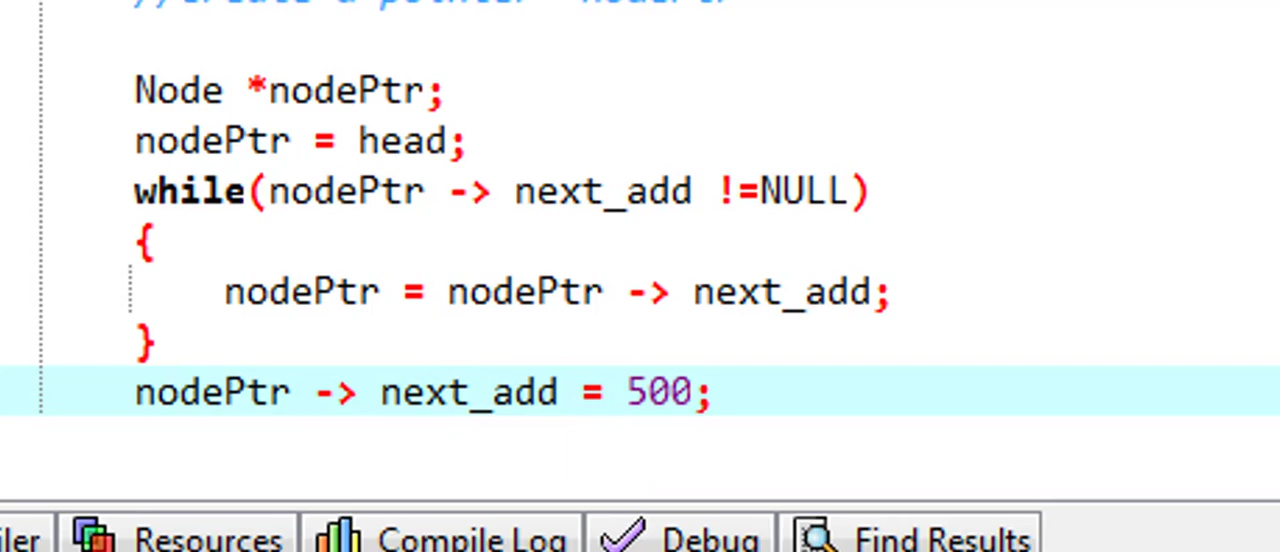 Node *nodePtr;
nodePtr = head;
while(nodePtr -> next_add !=NULL)
{
nodePtr = nodePtr -> next_add;
}
nodePtr -> next_add = 500;
Resources Compile Log Debug Find Results